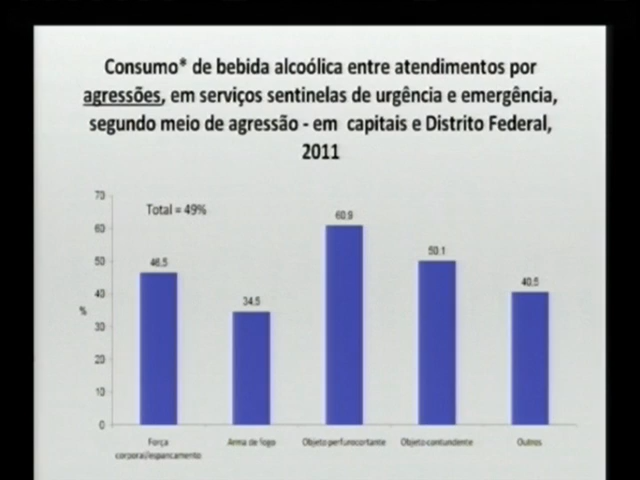 Consumo* de bebida alcoólica entre atendimentos por
agressões, em serviços sentinelas de urgência e emergência,
segundo meio de agressão - em capitais e Distrito Federal,
2011
Total = 49%
70
60
50
40
30
20
10
0
%
46,5
34,5
60,9
50,1
40,5
Força
corporal/espancamento
Arma de fogo
Objeto perfurocortante
Objeto contundente
Outros